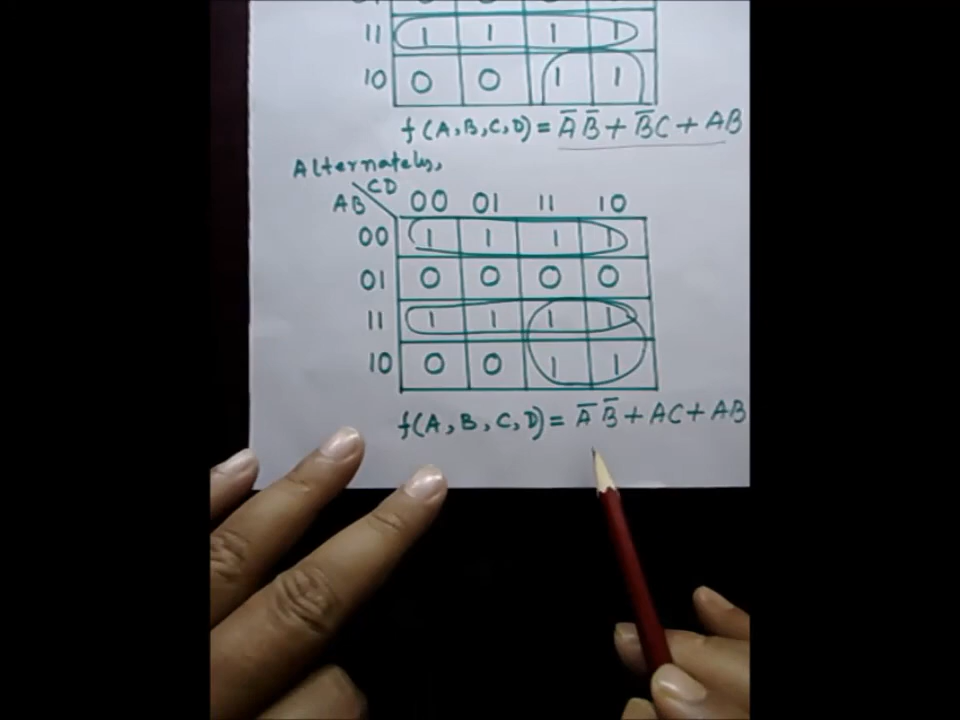 11 1 1 1 1
10 0 0 1 1
f(A,B,C,D) = A̅ B̅ + B̅C + AB
Alternately,
CD
AB 00 01 11 10
00 1 1 1 1
01 0 0 0 0
11 1 1 1 1
10 0 0 1 1
f(A,B,C,D) = A̅ B̅ + AC + AB